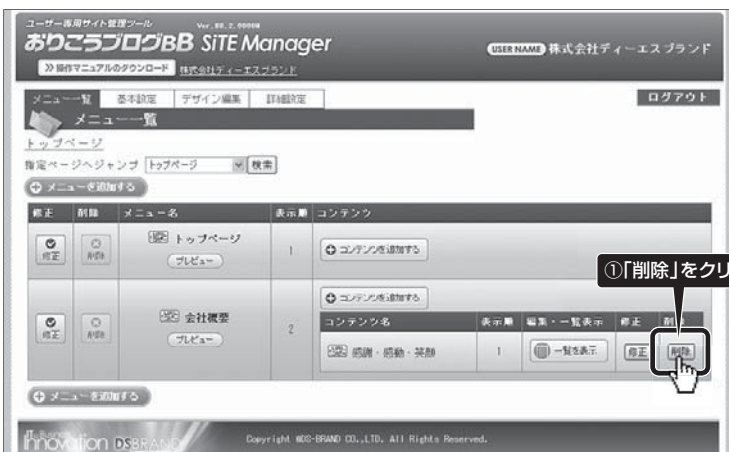 ユーザー専用サイト管理ツール
おりこうブログBB SiTE Manager
USER NAME 株式会社ディーエスブランド
操作マニュアルのダウンロード 株式会社ディーエスブランド
メニュー一覧 基本設定 デザイン編集 詳細設定 ログアウト
メニュー一覧
トップページ
指定ページへジャンプ トップページ 検索
メニューを追加する
修正 削除 メニュー名 表示順 コンテンツ
修正 削除 トップページ プレビュー 1 コンテンツを追加する
①「削除」をクリ
修正 削除 会社概要 プレビュー 2 コンテンツを追加する
コンテンツ名 表示順 編集・一覧表示 修正 削除
感謝・感動・笑顔 1 一覧を表示 修正 削除
メニューを追加する
IT Business
Innovation DSBRAND
Copyright ©DS-BRAND CO.,LTD. All Rights Reserved.